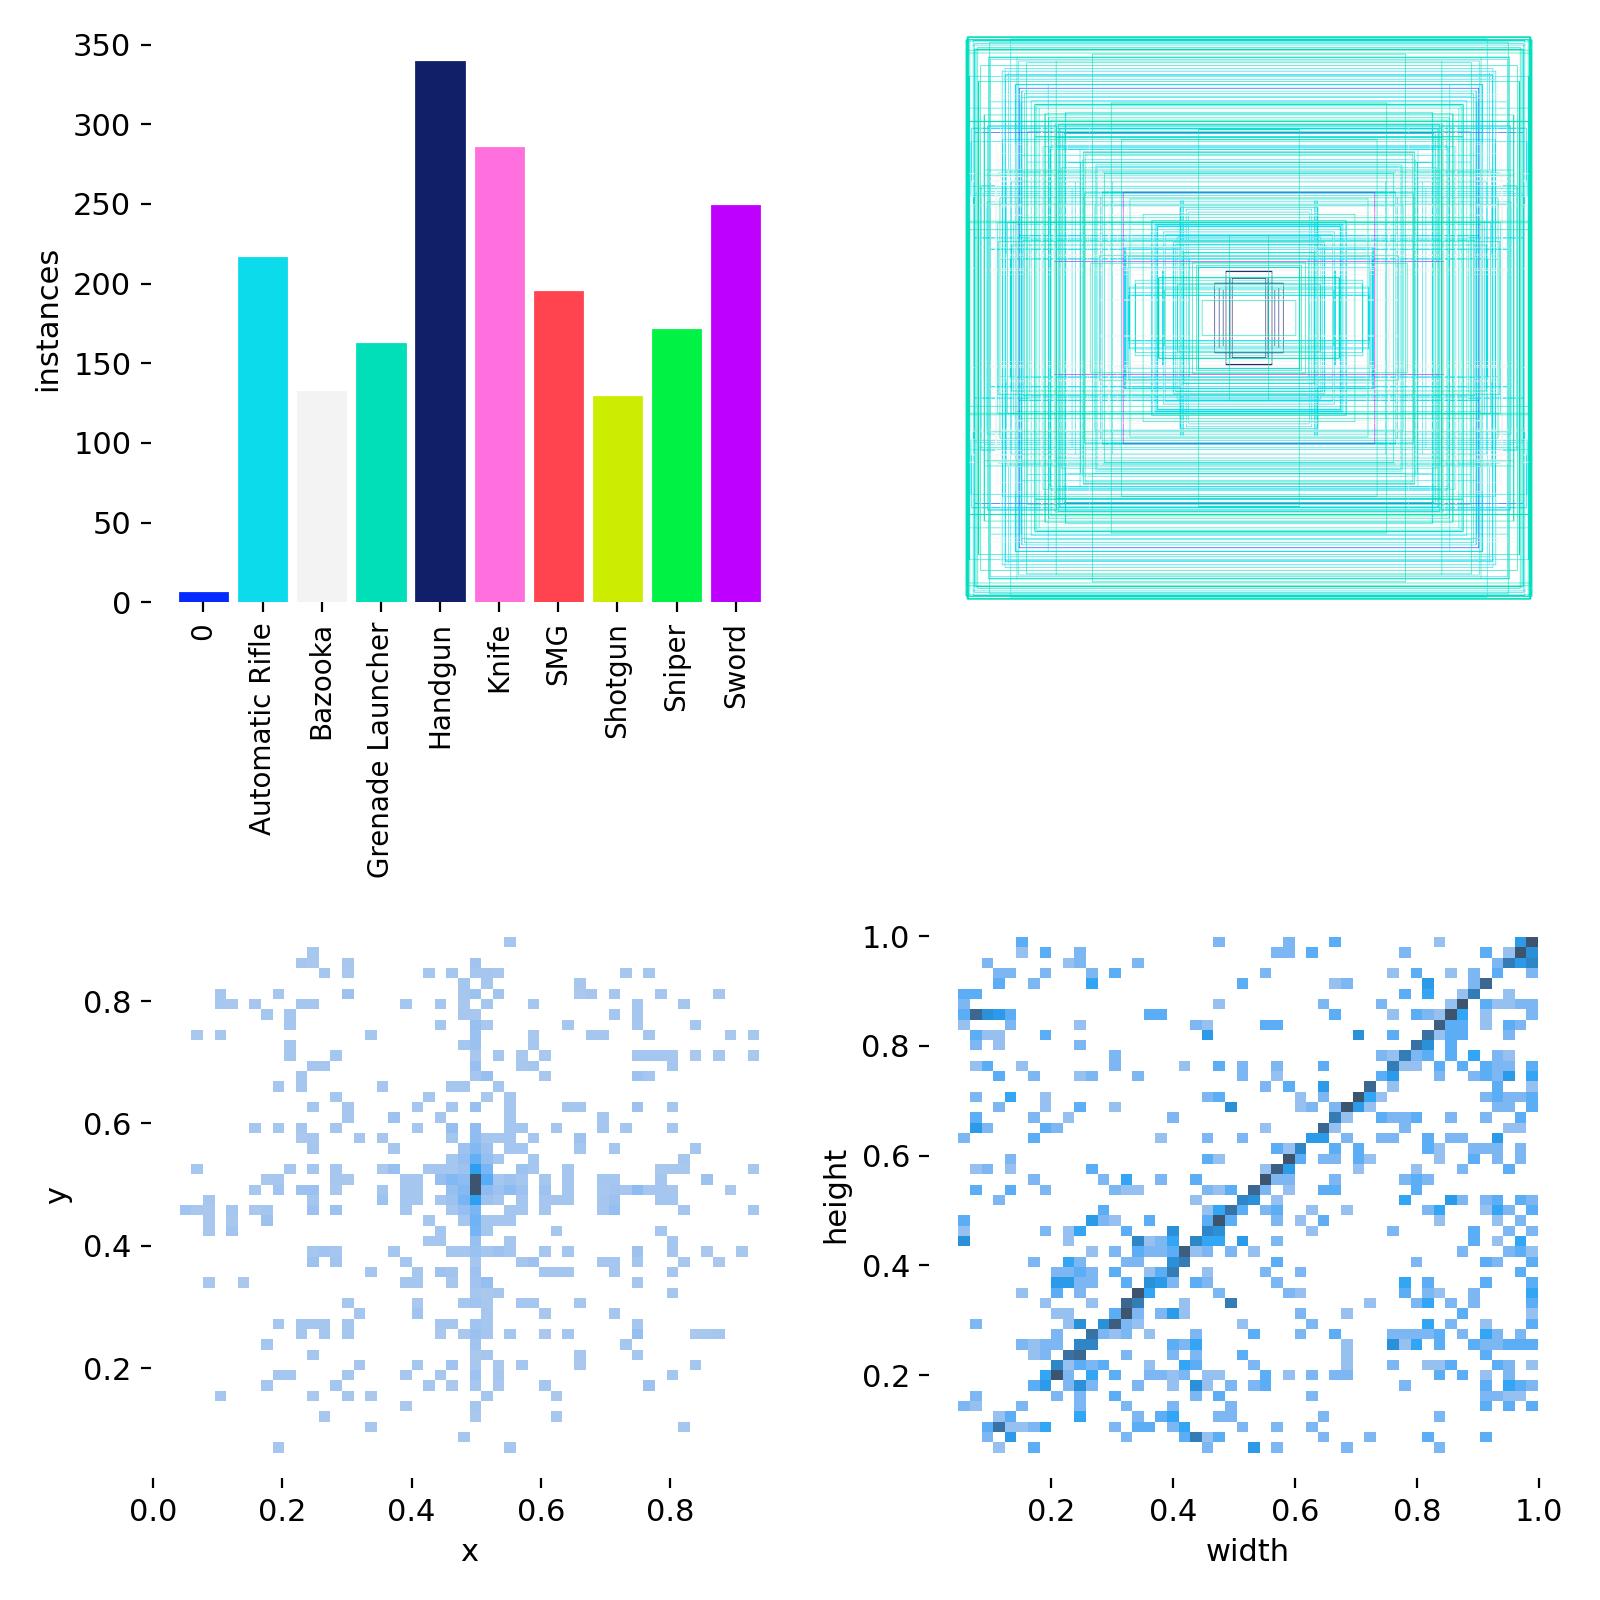 350
300
250
200
150
100
50
0
instances
0
Automatic Rifle
Bazooka
Grenade Launcher
Handgun
Knife
SMG
Shotgun
Sniper
Sword
0.8
0.6
0.4
0.2
y
0.0 0.2 0.4 0.6 0.8
x
1.0
0.8
0.6
0.4
0.2
height
0.2 0.4 0.6 0.8 1.0
width